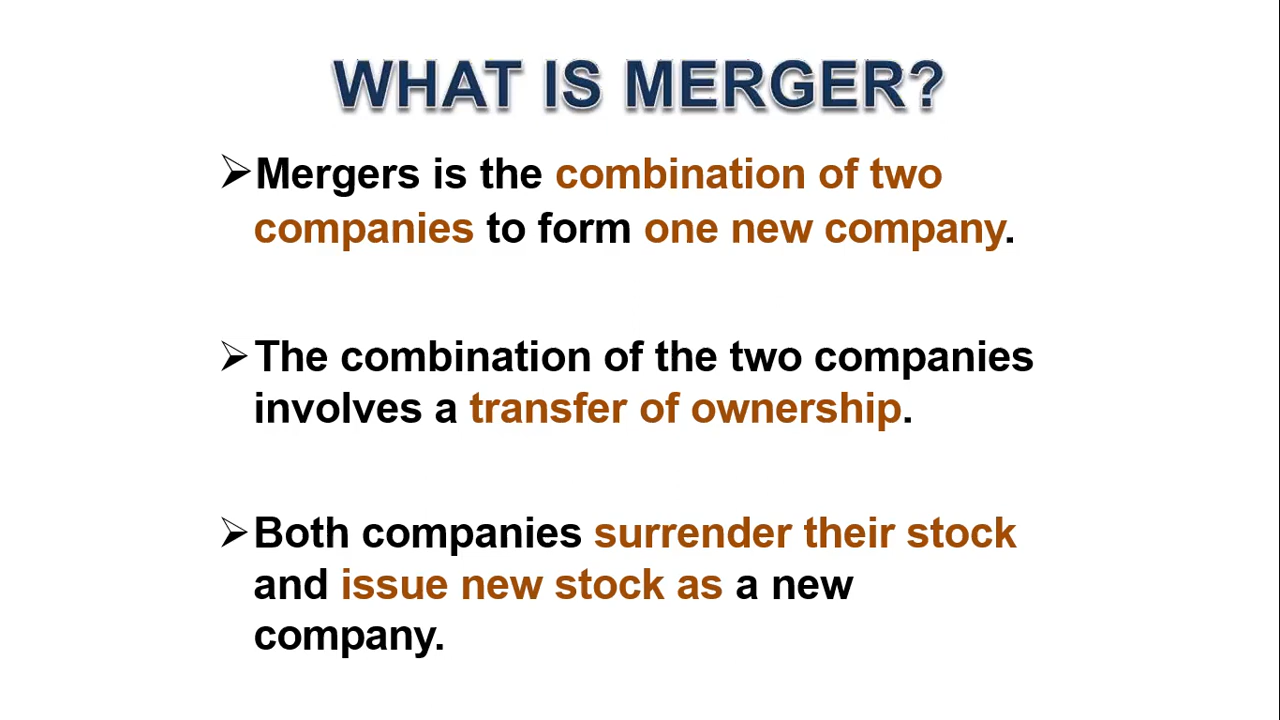 WHAT IS MERGER?
➢Mergers is the combination of two
companies to form one new company.
➢The combination of the two companies
involves a transfer of ownership.
➢Both companies surrender their stock
and issue new stock as a new
company.